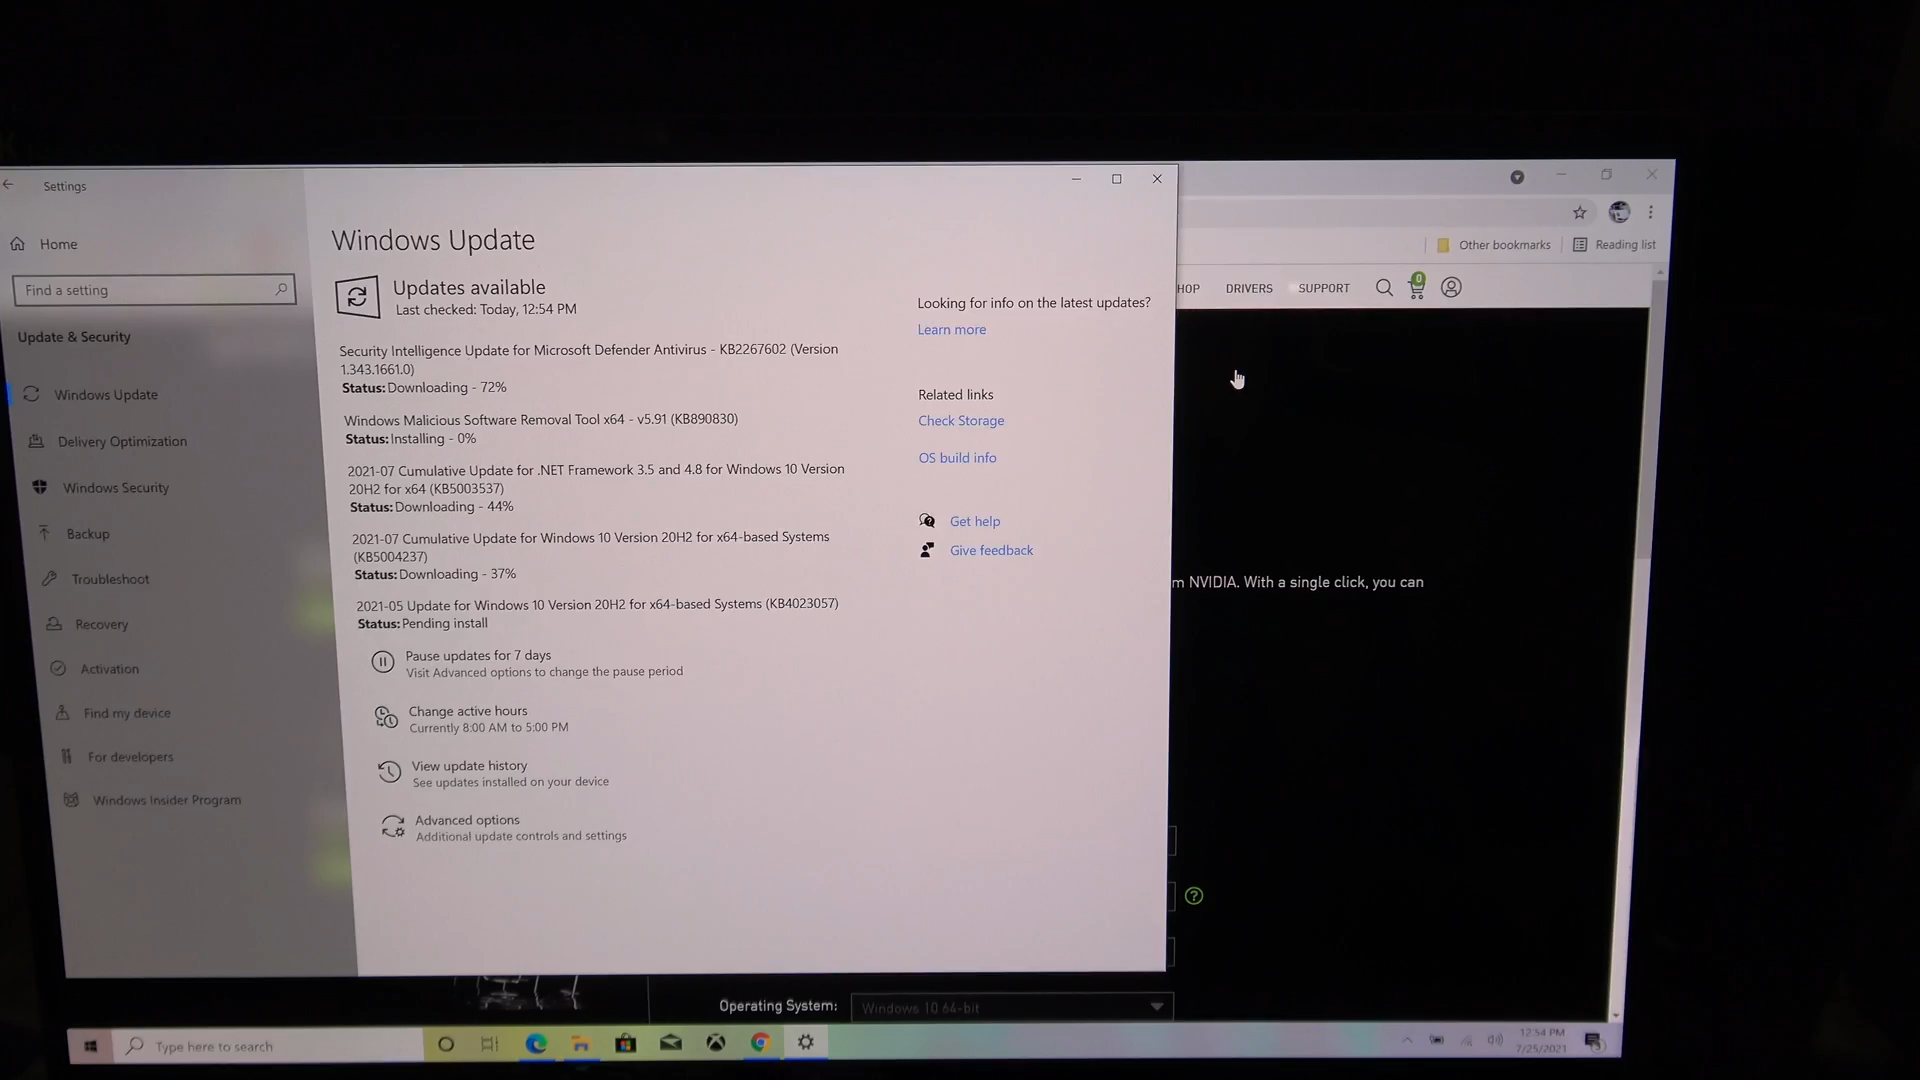 Settings
Home
Find a setting
Update & Security
Windows Update
Delivery Optimization
Windows Security
Backup
Troubleshoot
Recovery
Activation
Find my device
For developers
Windows Insider Program
Windows Update
Updates available
Last checked: Today, 12:54 PM
Security Intelligence Update for Microsoft Defender Antivirus - KB2267602 (Version
1.343.1661.0)
Status: Downloading - 72%
Windows Malicious Software Removal Tool x64 - v5.91 (KB890830)
Status: Installing - 0%
2021-07 Cumulative Update for .NET Framework 3.5 and 4.8 for Windows 10 Version
20H2 for x64 (KB5003537)
Status: Downloading - 44%
2021-07 Cumulative Update for Windows 10 Version 20H2 for x64-based Systems
(KB5004237)
Status: Downloading - 37%
2021-05 Update for Windows 10 Version 20H2 for x64-based Systems (KB4023057)
Status: Pending install
Pause updates for 7 days
Visit Advanced options to change the pause period
Change active hours
Currently 8:00 AM to 5:00 PM
View update history
See updates installed on your device
Advanced options
Additional update controls and settings
Looking for info on the latest updates?
Learn more
Related links
Check Storage
OS build info
Get help
Give feedback
Other bookmarks
Reading list
HOP
DRIVERS
SUPPORT
0
m NVIDIA. With a single click, you can
Operating System:
Windows 10 64-bit
Type here to search
12:54 PM
7/25/2021